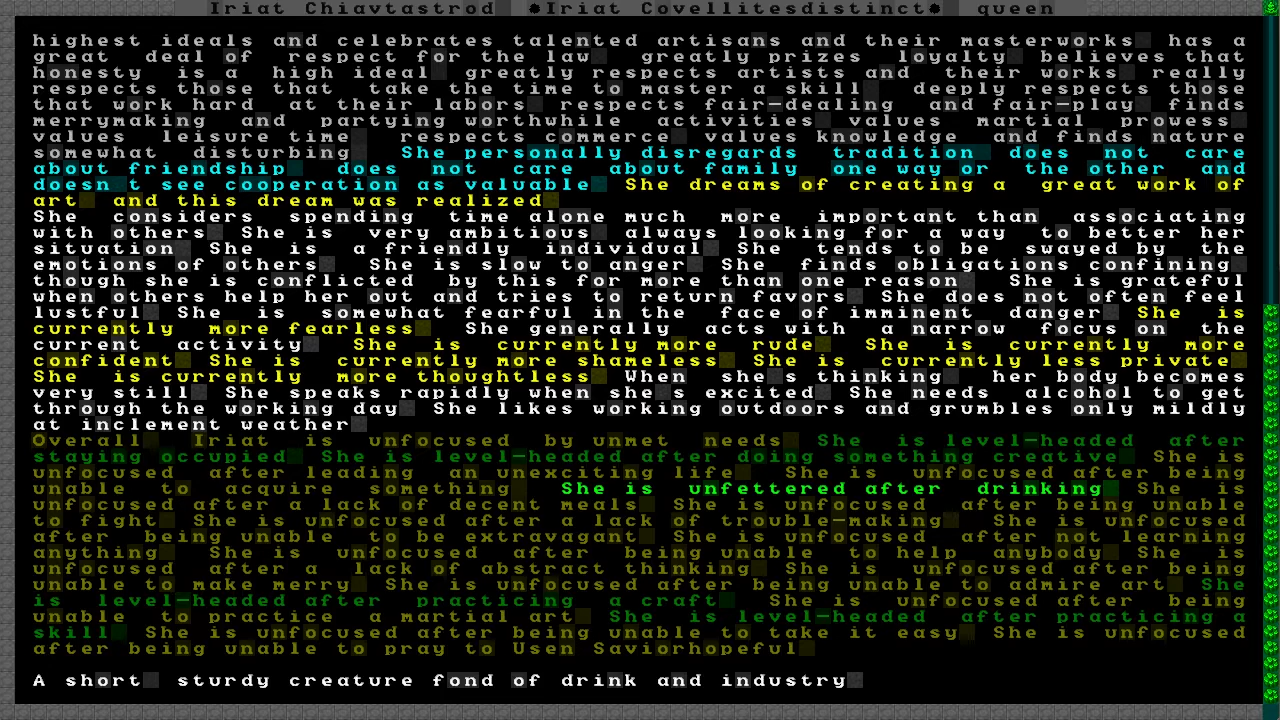 Iriat Chiavtastrod ☼Iriat Covellitesdistinct☼ queen
highest ideals and celebrates talented artisans and their masterworks, has a
great deal of respect for the law, greatly prizes loyalty, believes that
honesty is a high ideal, greatly respects artists and their works, really
respects those that take the time to master a skill, deeply respects those
that work hard at their labors, respects fair-dealing and fair-play, finds
merrymaking and partying worthwhile activities, values martial prowess,
values leisure time, respects commerce, values knowledge and finds nature
somewhat disturbing. She personally disregards tradition, does not care
about friendship, does not care about family one way or the other and
doesn't see cooperation as valuable. She dreams of creating a great work of
art, and this dream was realized.
She considers spending time alone much more important than associating
with others. She is very ambitious, always looking for a way to better her
situation. She is a friendly individual. She tends to be swayed by the
emotions of others. She is slow to anger. She finds obligations confining,
though she is conflicted by this for more than one reason. She is grateful
when others help her out and tries to return favors. She does not often feel
lustful. She is somewhat fearful in the face of imminent danger. She is
currently more fearless. She generally acts with a narrow focus on the
current activity. She is currently more rude. She is currently more
confident. She is currently more shameless. She is currently less private.
She is currently more thoughtless. When she's thinking, her body becomes
very still. She speaks rapidly when she's excited. She needs alcohol to get
through the working day. She likes working outdoors and grumbles only mildly
at inclement weather.
Overall, Iriat is unfocused by unmet needs. She is level-headed after
staying occupied. She is level-headed after doing something creative. She is
unfocused after leading an unexciting life. She is unfocused after being
unable to acquire something. She is unfettered after drinking. She is
unfocused after a lack of decent meals. She is unfocused after being unable
to fight. She is unfocused after a lack of trouble-making. She is unfocused
after being unable to be extravagant. She is unfocused after not learning
anything. She is unfocused after being unable to help anybody. She is
unfocused after a lack of abstract thinking. She is unfocused after being
unable to make merry. She is unfocused after being unable to admire art. She
is level-headed after practicing a craft. She is unfocused after being
unable to practice a martial art. She is level-headed after practicing a
skill. She is unfocused after being unable to take it easy. She is unfocused
after being unable to pray to Usen Saviorhopeful.
A short, sturdy creature fond of drink and industry.